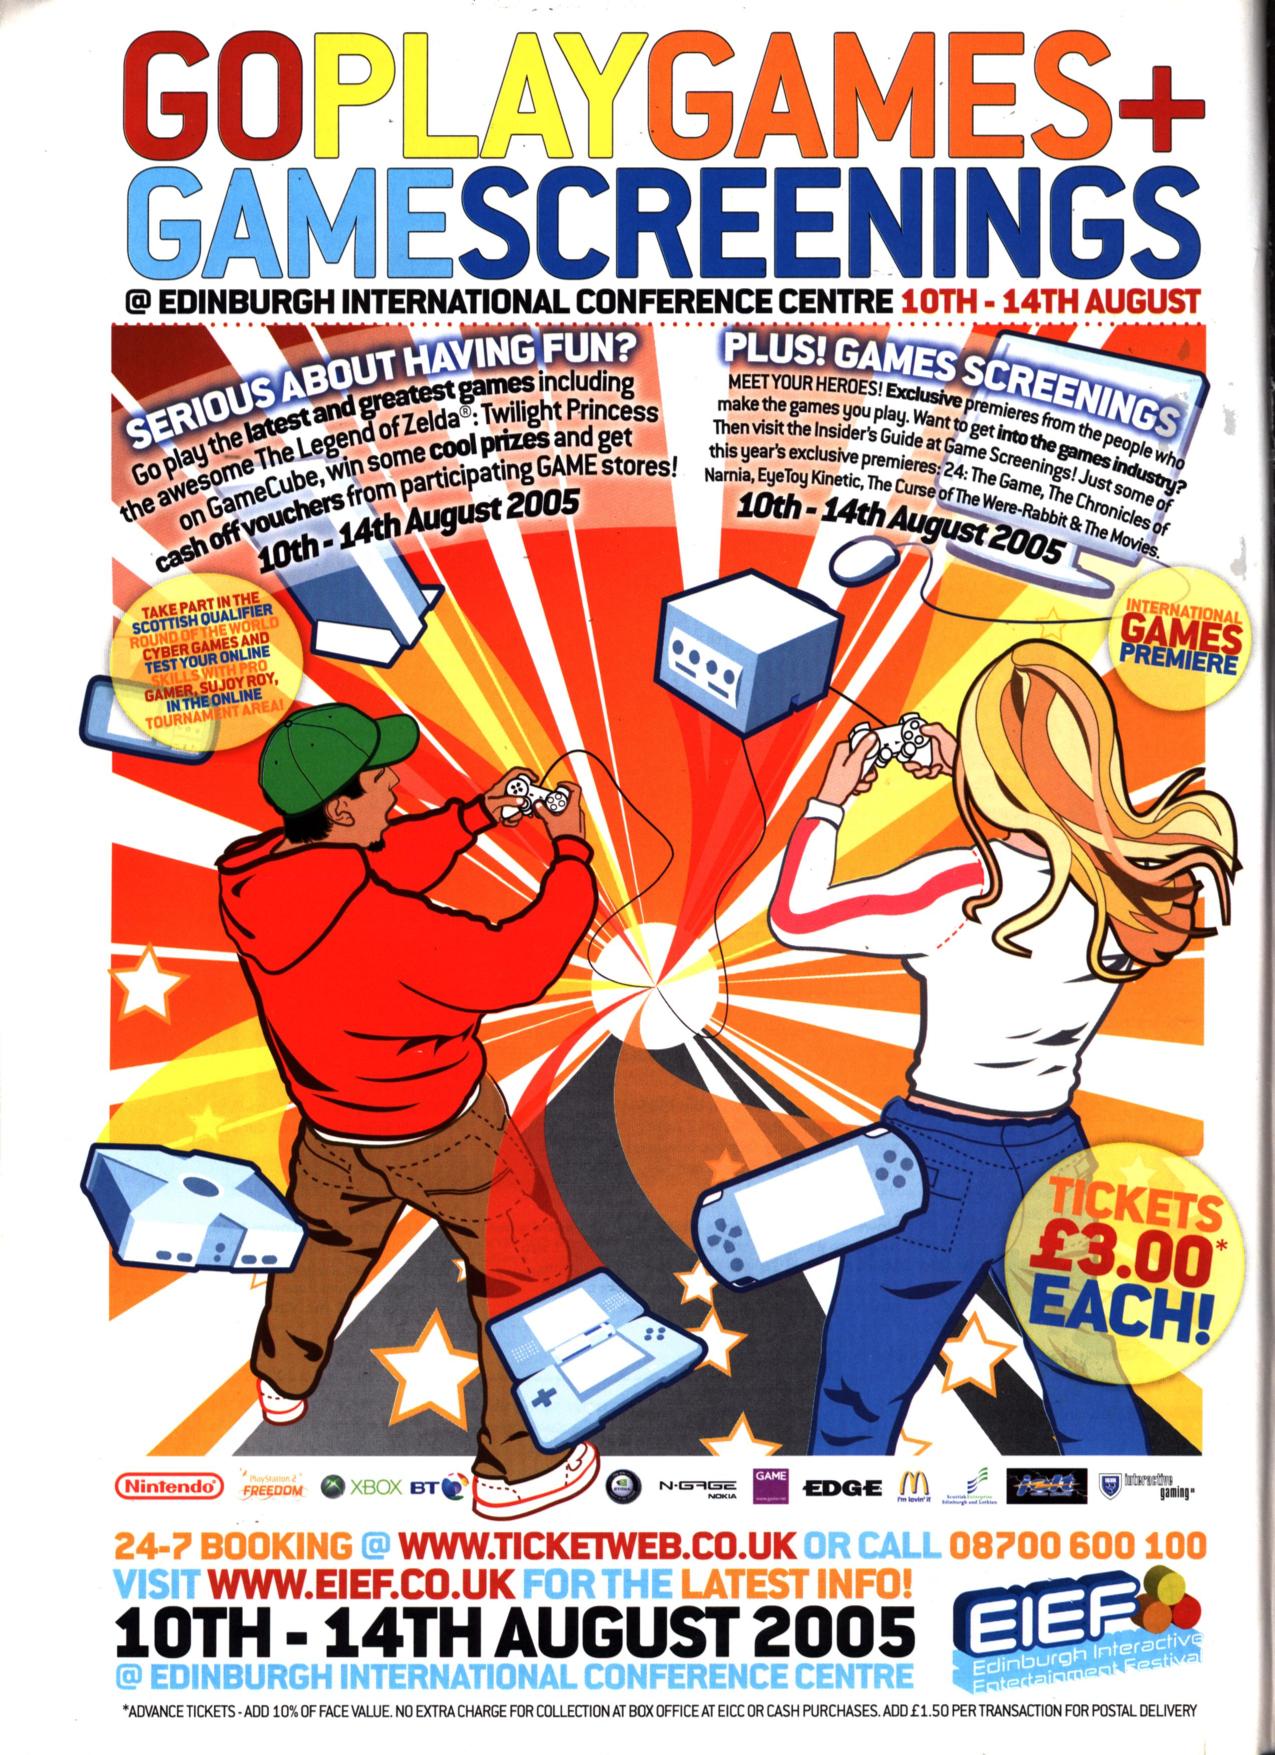 GOPLAYGAMES+
GAMESCREENINGS
@ EDINBURGH INTERNATIONAL CONFERENCE CENTRE 10TH - 14TH AUGUST
SERIOUS ABOUT HAVING FUN?
Go play the latest and greatest games including
the awesome The Legend of Zelda®: Twilight Princess
on GameCube, win some cool prizes and get
cash off vouchers from participating GAME stores!
10th - 14th August 2005
PLUS! GAMES SCREENINGS
MEET YOUR HEROES! Exclusive premieres from the people who
make the games you play. Want to get into the games industry?
Then visit the Insider's Guide at Game Screenings! Just some of
this year's exclusive premieres: 24: The Game, The Chronicles of
Narnia, EyeToy Kinetic, The Curse of The Were-Rabbit & The Movies.
10th - 14th August 2005
TAKE PART IN THE
SCOTTISH QUALIFIER
ROUND OF THE WORLD
CYBER GAMES AND
TEST YOUR ONLINE
SKILLS WITH PRO
GAMER, SUJOY ROY,
IN THE ONLINE
TOURNAMENT AREA!
INTERNATIONAL
GAMES
PREMIERE
TICKETS
£3.00*
EACH!
Nintendo
PlayStation 2
FREEDOM
XBOX
BT
N-GAGE
NOKIA
GAME
www.game.net
EDGE
i'm lovin' it
Scottish Enterprise
Edinburgh and Lothian
interactive
gaming
24-7 BOOKING @ WWW.TICKETWEB.CO.UK OR CALL 08700 600 100
VISIT WWW.EIEF.CO.UK FOR THE LATEST INFO!
10TH - 14TH AUGUST 2005
@ EDINBURGH INTERNATIONAL CONFERENCE CENTRE
EIEF
Edinburgh Interactive
Entertainment Festival
*ADVANCE TICKETS - ADD 10% OF FACE VALUE. NO EXTRA CHARGE FOR COLLECTION AT BOX OFFICE AT EICC OR CASH PURCHASES. ADD £1.50 PER TRANSACTION FOR POSTAL DELIVERY